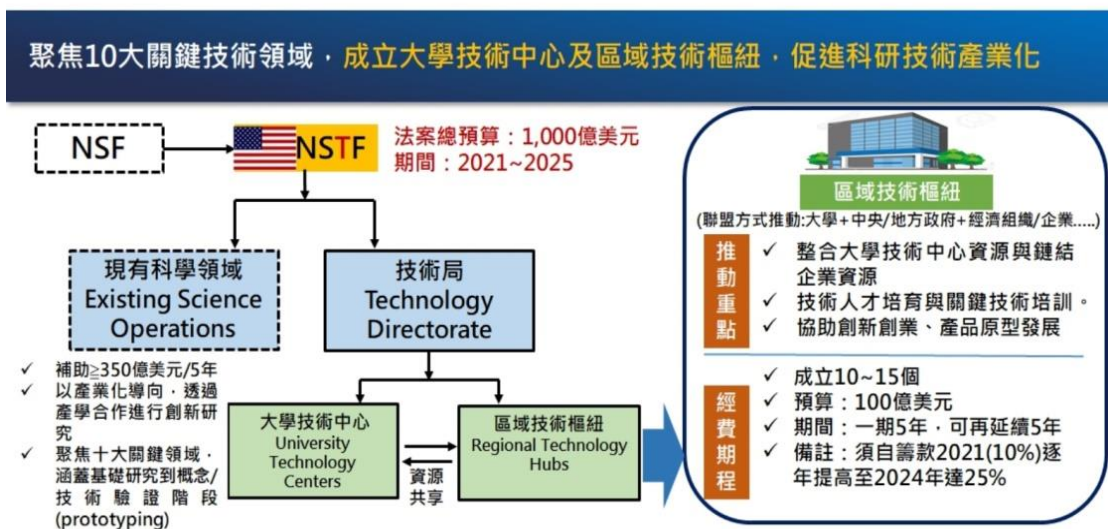 聚焦10大關鍵技術領域，成立大學技術中心及區域技術樞紐，促進科研技術產業化
NSF
NSTF
法案總預算：1,000億美元
期間：2021~2025
現有科學領域
Existing Science
Operations
技術局
Technology
Directorate
✓ 補助≧350億美元/5年
✓ 以產業化導向，透過
產學合作進行創新研
究
✓ 聚焦十大關鍵領域，
涵蓋基礎研究到概念/
技術驗證階段
(prototyping)
大學技術中心
University
Technology
Centers
資源
共享
區域技術樞紐
Regional Technology
Hubs
區域技術樞紐
(聯盟方式推動:大學+中央/地方政府+經濟組織/企業.....)
推動重點
✓ 整合大學技術中心資源與鏈結
企業資源
✓ 技術人才培育與關鍵技術培訓。
✓ 協助創新創業、產品原型發展
經費期程
✓ 成立10~15個
✓ 預算：100億美元
✓ 期間：一期5年，可再延續5年
✓ 備註：須自籌款2021(10%)逐
年提高至2024年達25%